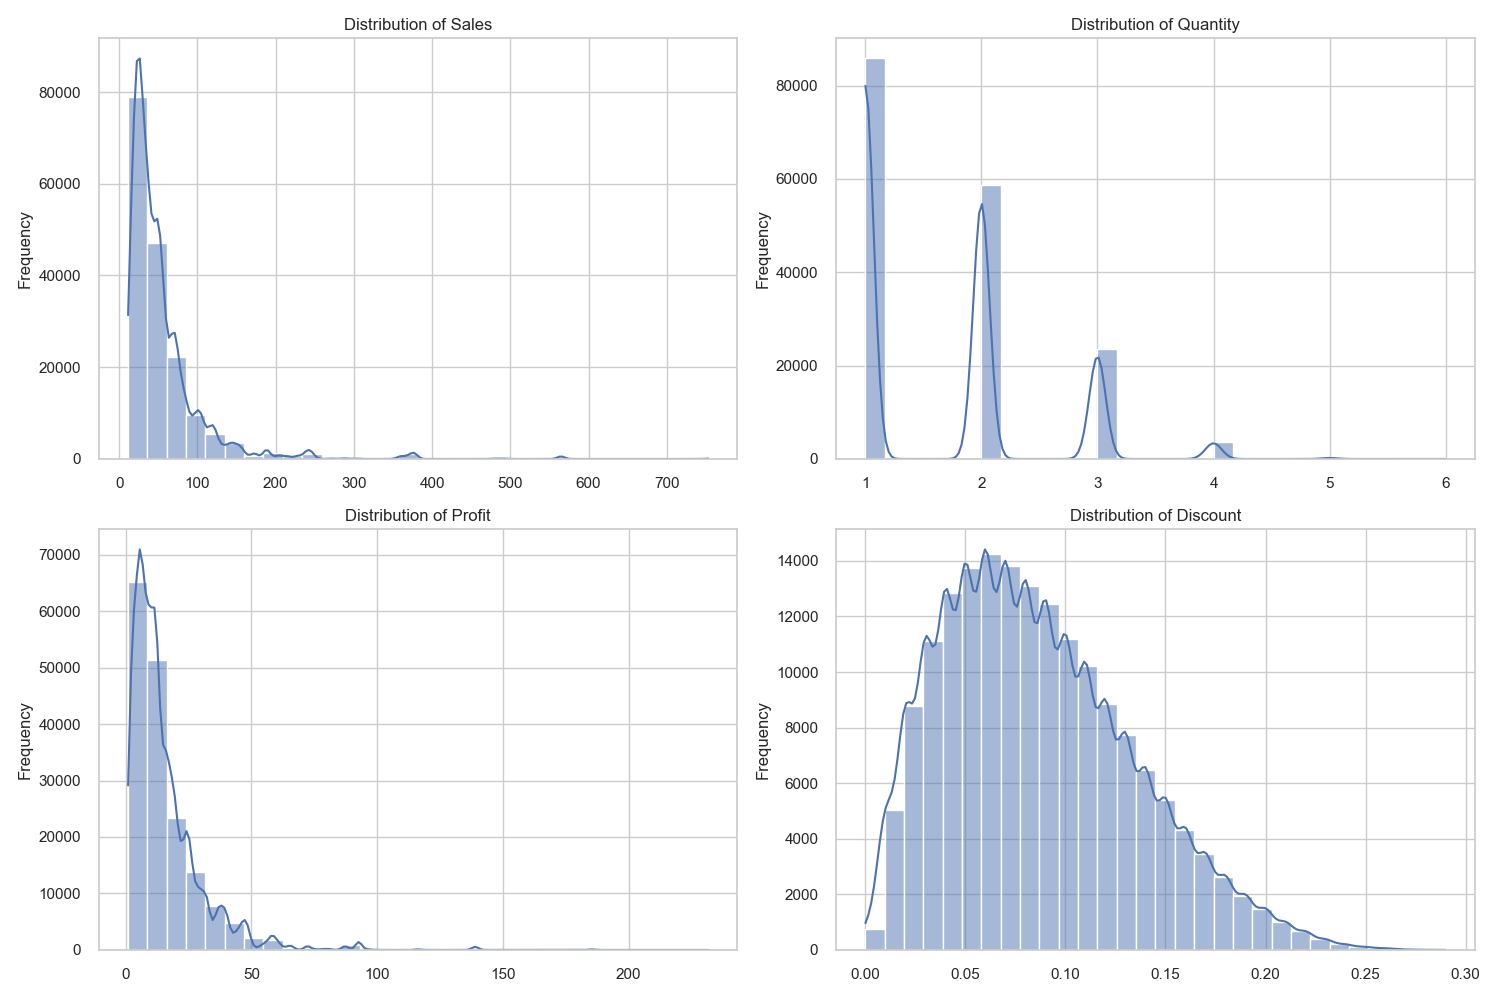 Distribution of Sales
Frequency
80000
60000
40000
20000
0
0 100 200 300 400 500 600 700
Distribution of Quantity
Frequency
80000
60000
40000
20000
0
1 2 3 4 5 6
Distribution of Profit
Frequency
70000
60000
50000
40000
30000
20000
10000
0
0 50 100 150 200
Distribution of Discount
Frequency
14000
12000
10000
8000
6000
4000
2000
0
0.00 0.05 0.10 0.15 0.20 0.25 0.30